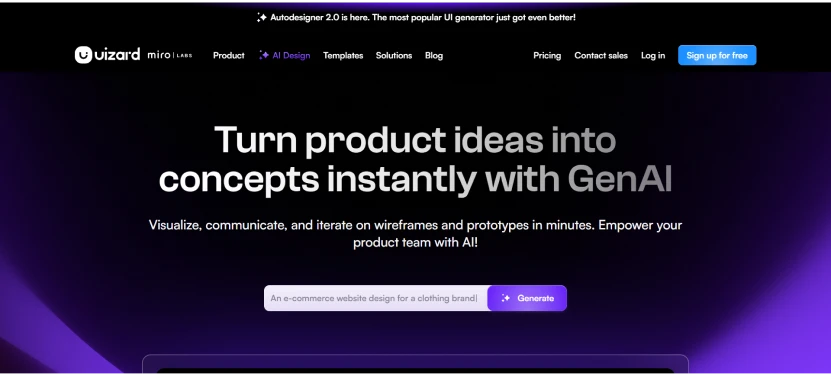 Autodesigner 2.0 is here. The most popular UI generator just got even better!
uizard miro | LABS Product AI Design Templates Solutions Blog Pricing Contact sales Log in Sign up for free
Turn product ideas into
concepts instantly with GenAI
Visualize, communicate, and iterate on wireframes and prototypes in minutes. Empower your
product team with AI!
An e-commerce website design for a clothing brand| Generate